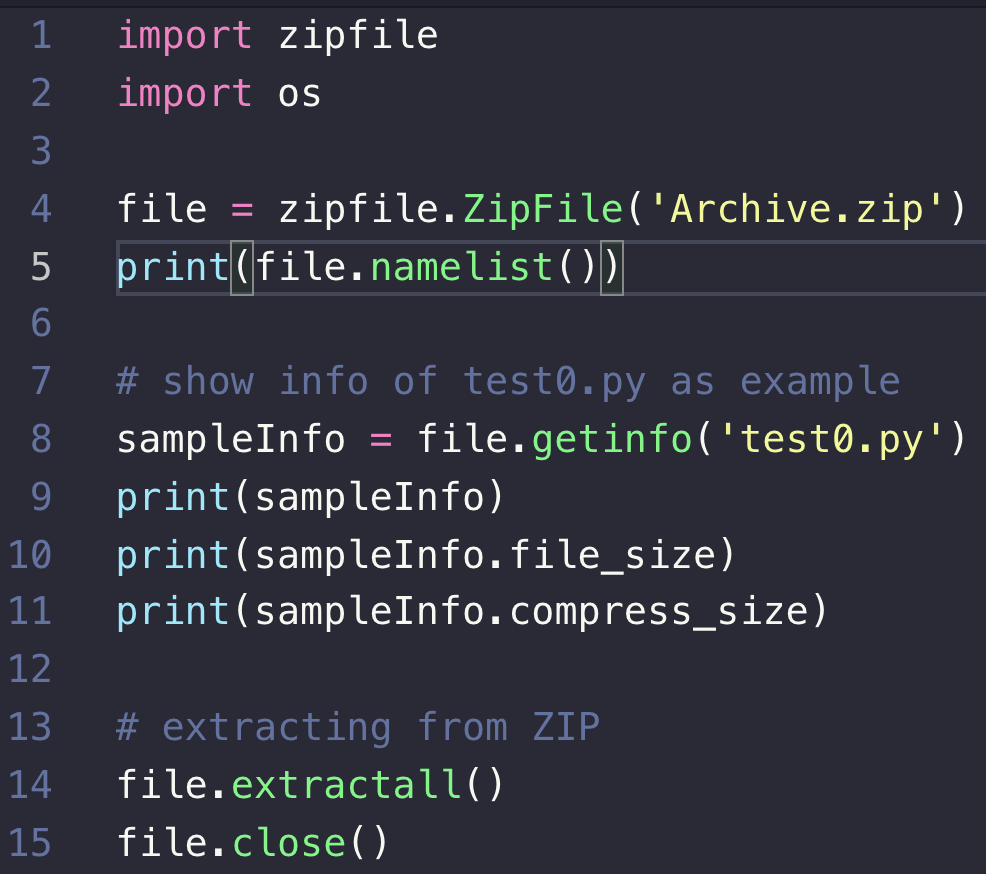 1 import zipfile
2 import os
3
4 file = zipfile.ZipFile('Archive.zip')
5 print(file.namelist())
6
7 # show info of test0.py as example
8 sampleInfo = file.getinfo('test0.py')
9 print(sampleInfo)
10 print(sampleInfo.file_size)
11 print(sampleInfo.compress_size)
12
13 # extracting from ZIP
14 file.extractall()
15 file.close()